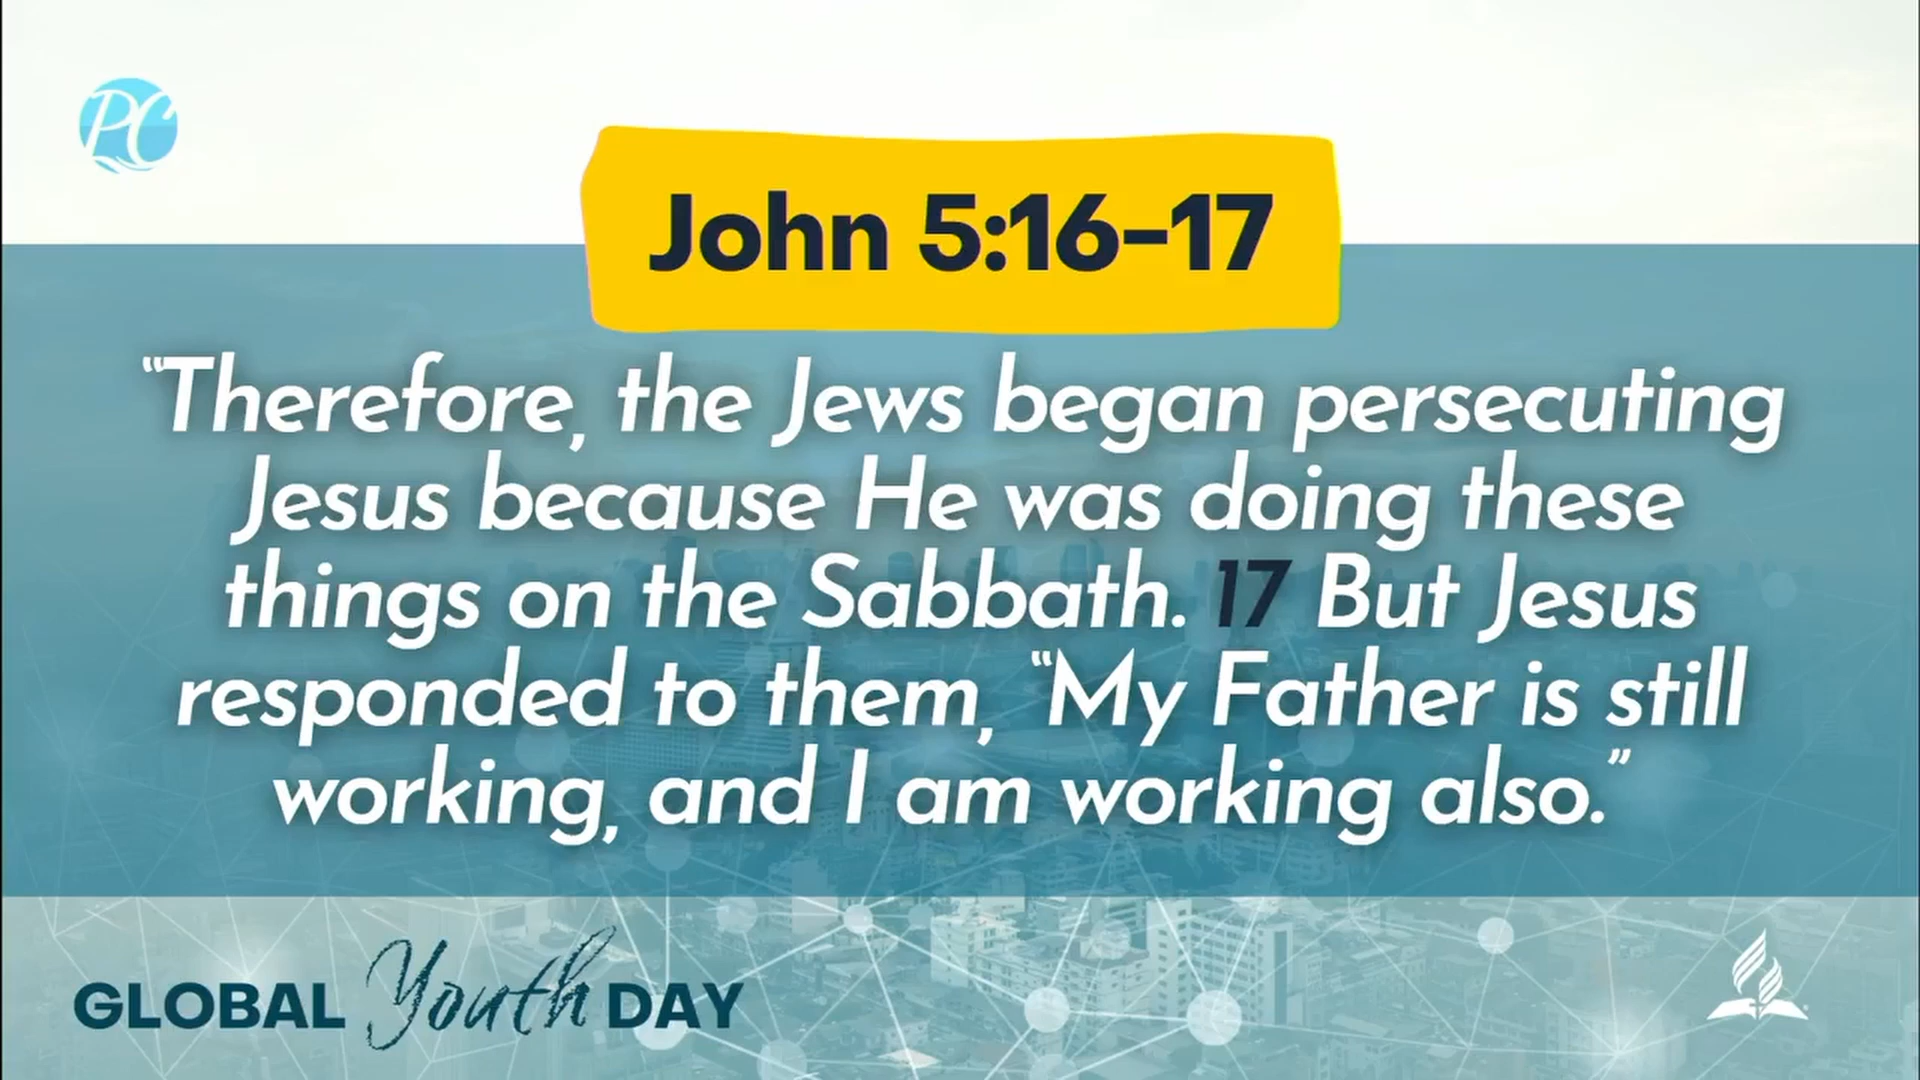 PC
John 5:16-17
“Therefore, the Jews began persecuting
Jesus because He was doing these
things on the Sabbath. 17 But Jesus
responded to them, “My Father is still
working, and I am working also.”
GLOBAL Youth DAY